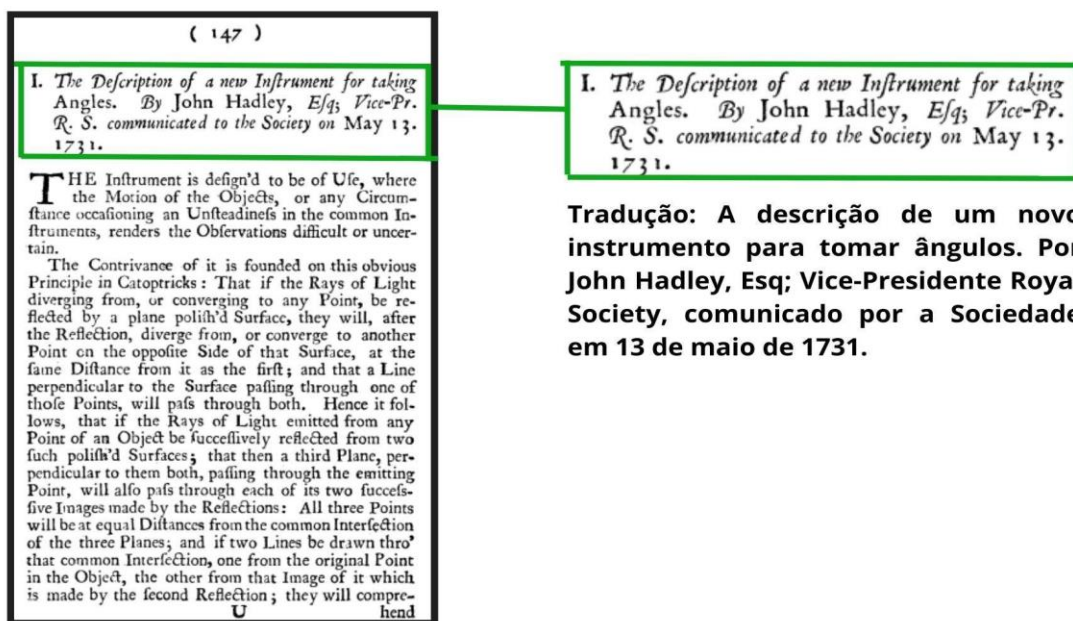 ( 147 )
I. The Deſcription of a new Inſtrument for taking
Angles. By John Hadley, Eſq; Vice-Pr.
R. S. communicated to the Society on May 13.
1731.
THE Inſtrument is deſign'd to be of Uſe, where
the Motion of the Objects, or any Circum-
ſtance occaſioning an Unſteadineſs in the common In-
ſtruments, renders the Obſervations difficult or uncer-
tain.
The Contrivance of it is founded on this obvious
Principle in Catoptricks : That if the Rays of Light
diverging from, or converging to any Point, be re-
flected by a plane poliſh'd Surface, they will, after
the Reflection, diverge from, or converge to another
Point on the oppoſite Side of that Surface, at the
ſame Diſtance from it as the firſt ; and that a Line
perpendicular to the Surface paſſing through one of
thoſe Points, will paſs through both. Hence it fol-
lows, that if the Rays of Light emitted from any
Point of an Object be ſucceſſively reflected from two
ſuch poliſh'd Surfaces ; that then a third Plane, per-
pendicular to them both, paſſing through the emitting
Point, will alſo paſs through each of its two ſucceſs-
ſive Images made by the Reflections : All three Points
will be at equal Diſtances from the common Interſection
of the three Planes ; and if two Lines be drawn thro'
that common Interſection, one from the original Point
in the Object, the other from that Image of it which
is made by the ſecond Reflection ; they will compre-
U hend
I. The Deſcription of a new Inſtrument for taking
Angles. By John Hadley, Eſq; Vice-Pr.
R. S. communicated to the Society on May 13.
1731.
Tradução: A descrição de um novo
instrumento para tomar ângulos. Por
John Hadley, Esq; Vice-Presidente Royal
Society, comunicado por a Sociedade
em 13 de maio de 1731.